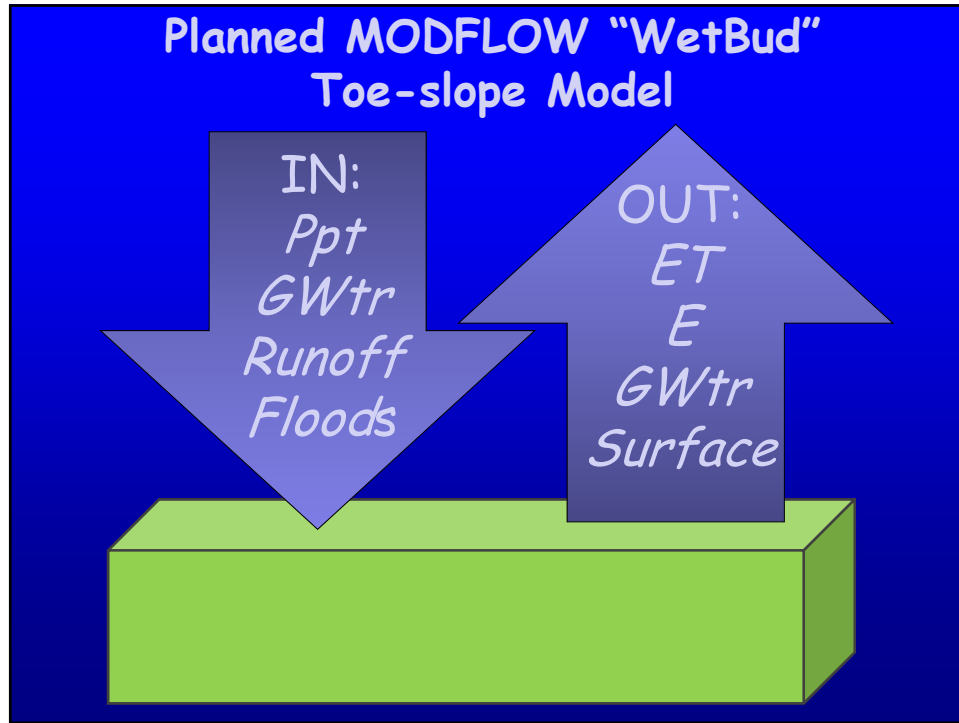 Planned MODFLOW “WetBud”
Toe-slope Model
IN:
Ppt
GWtr
Runoff
Floods
OUT:
ET
E
GWtr
Surface